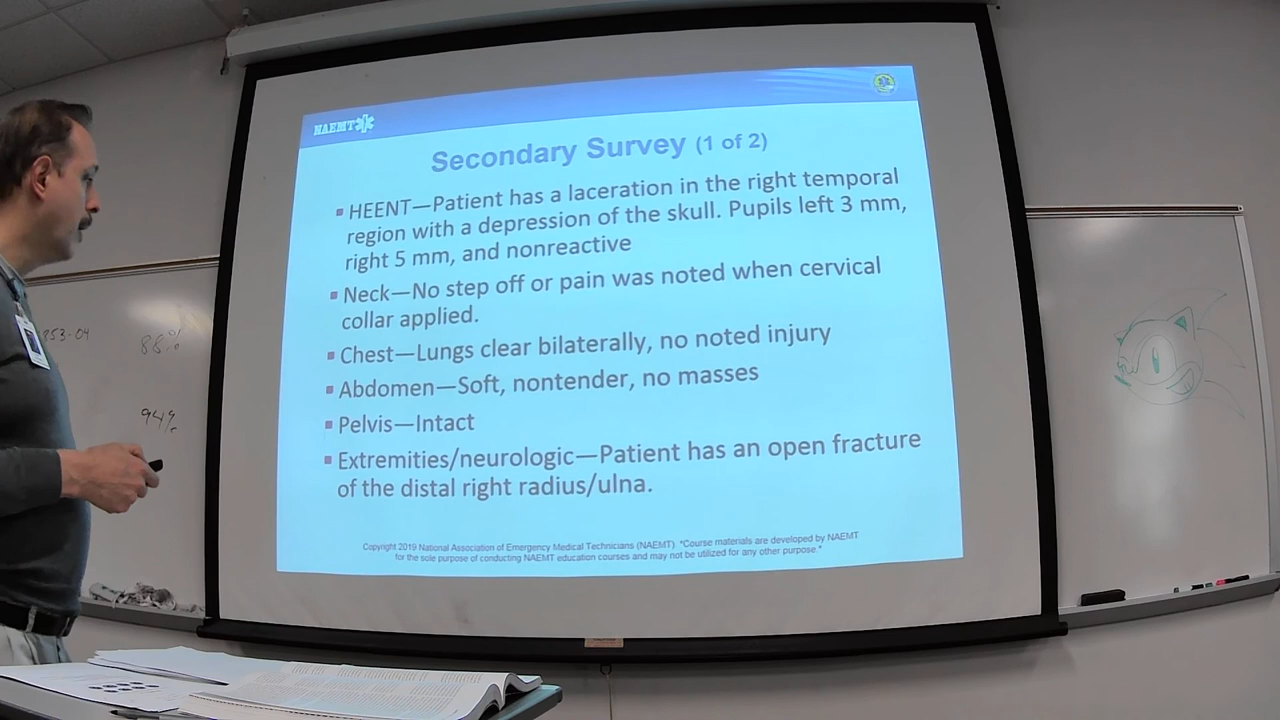 NAEMT
Secondary Survey (1 of 2)
▪ HEENT—Patient has a laceration in the right temporal
region with a depression of the skull. Pupils left 3 mm,
right 5 mm, and nonreactive
▪ Neck—No step off or pain was noted when cervical
collar applied.
▪ Chest—Lungs clear bilaterally, no noted injury
▪ Abdomen—Soft, nontender, no masses
▪ Pelvis—Intact
▪ Extremities/neurologic—Patient has an open fracture
of the distal right radius/ulna.
Copyright 2019 National Association of Emergency Medical Technicians (NAEMT). "Course materials are developed by NAEMT
for the sole purpose of conducting NAEMT education courses and may not be utilized for any other purpose."
353-04
88%
94%